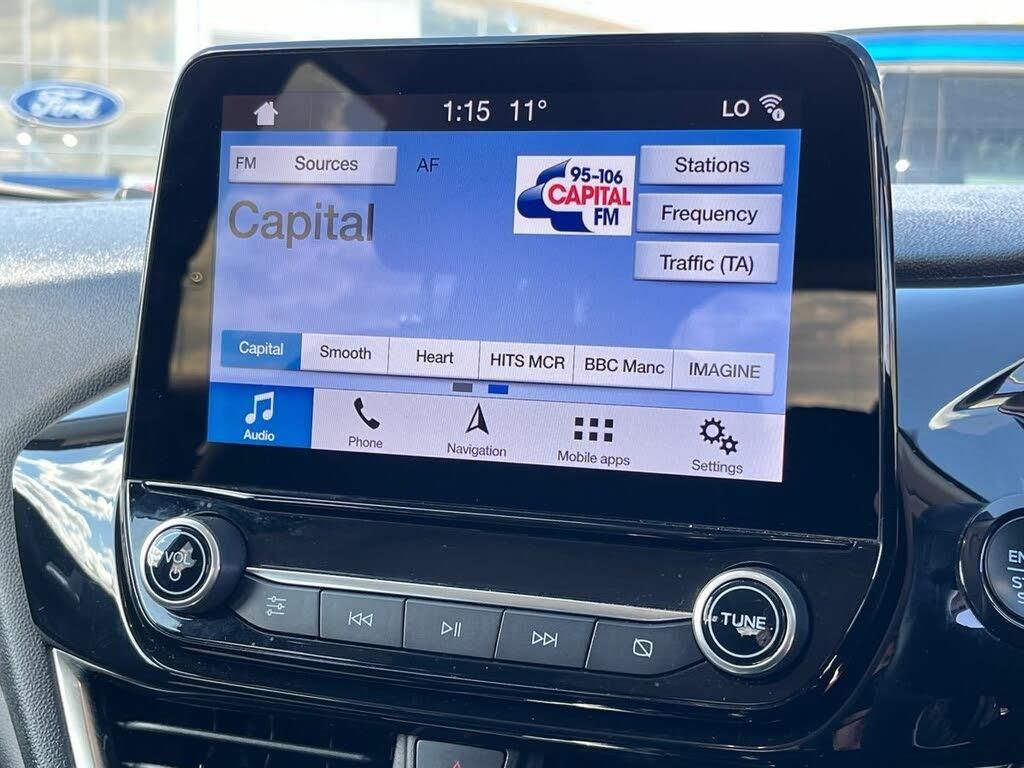 Ford
1:15 11° LO
FM Sources AF
95-106
CAPITAL
FM
Stations
Capital
Frequency
Traffic (TA)
Capital Smooth Heart HITS MCR BBC Manc IMAGINE
Audio Phone Navigation Mobile apps Settings
VOL
TUNE